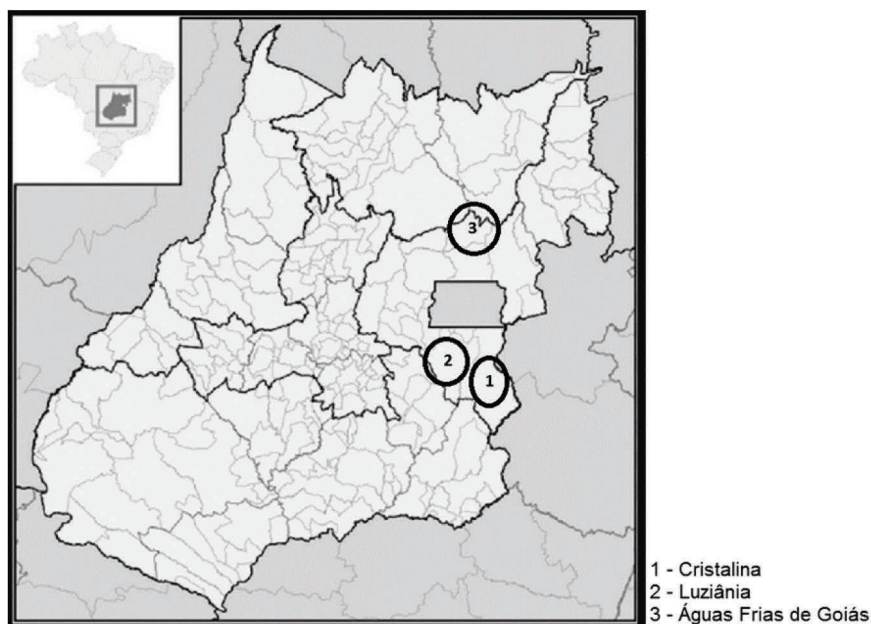 3
2
1
1 - Cristalina
2 - Luziânia
3 - Águas Frias de Goiás